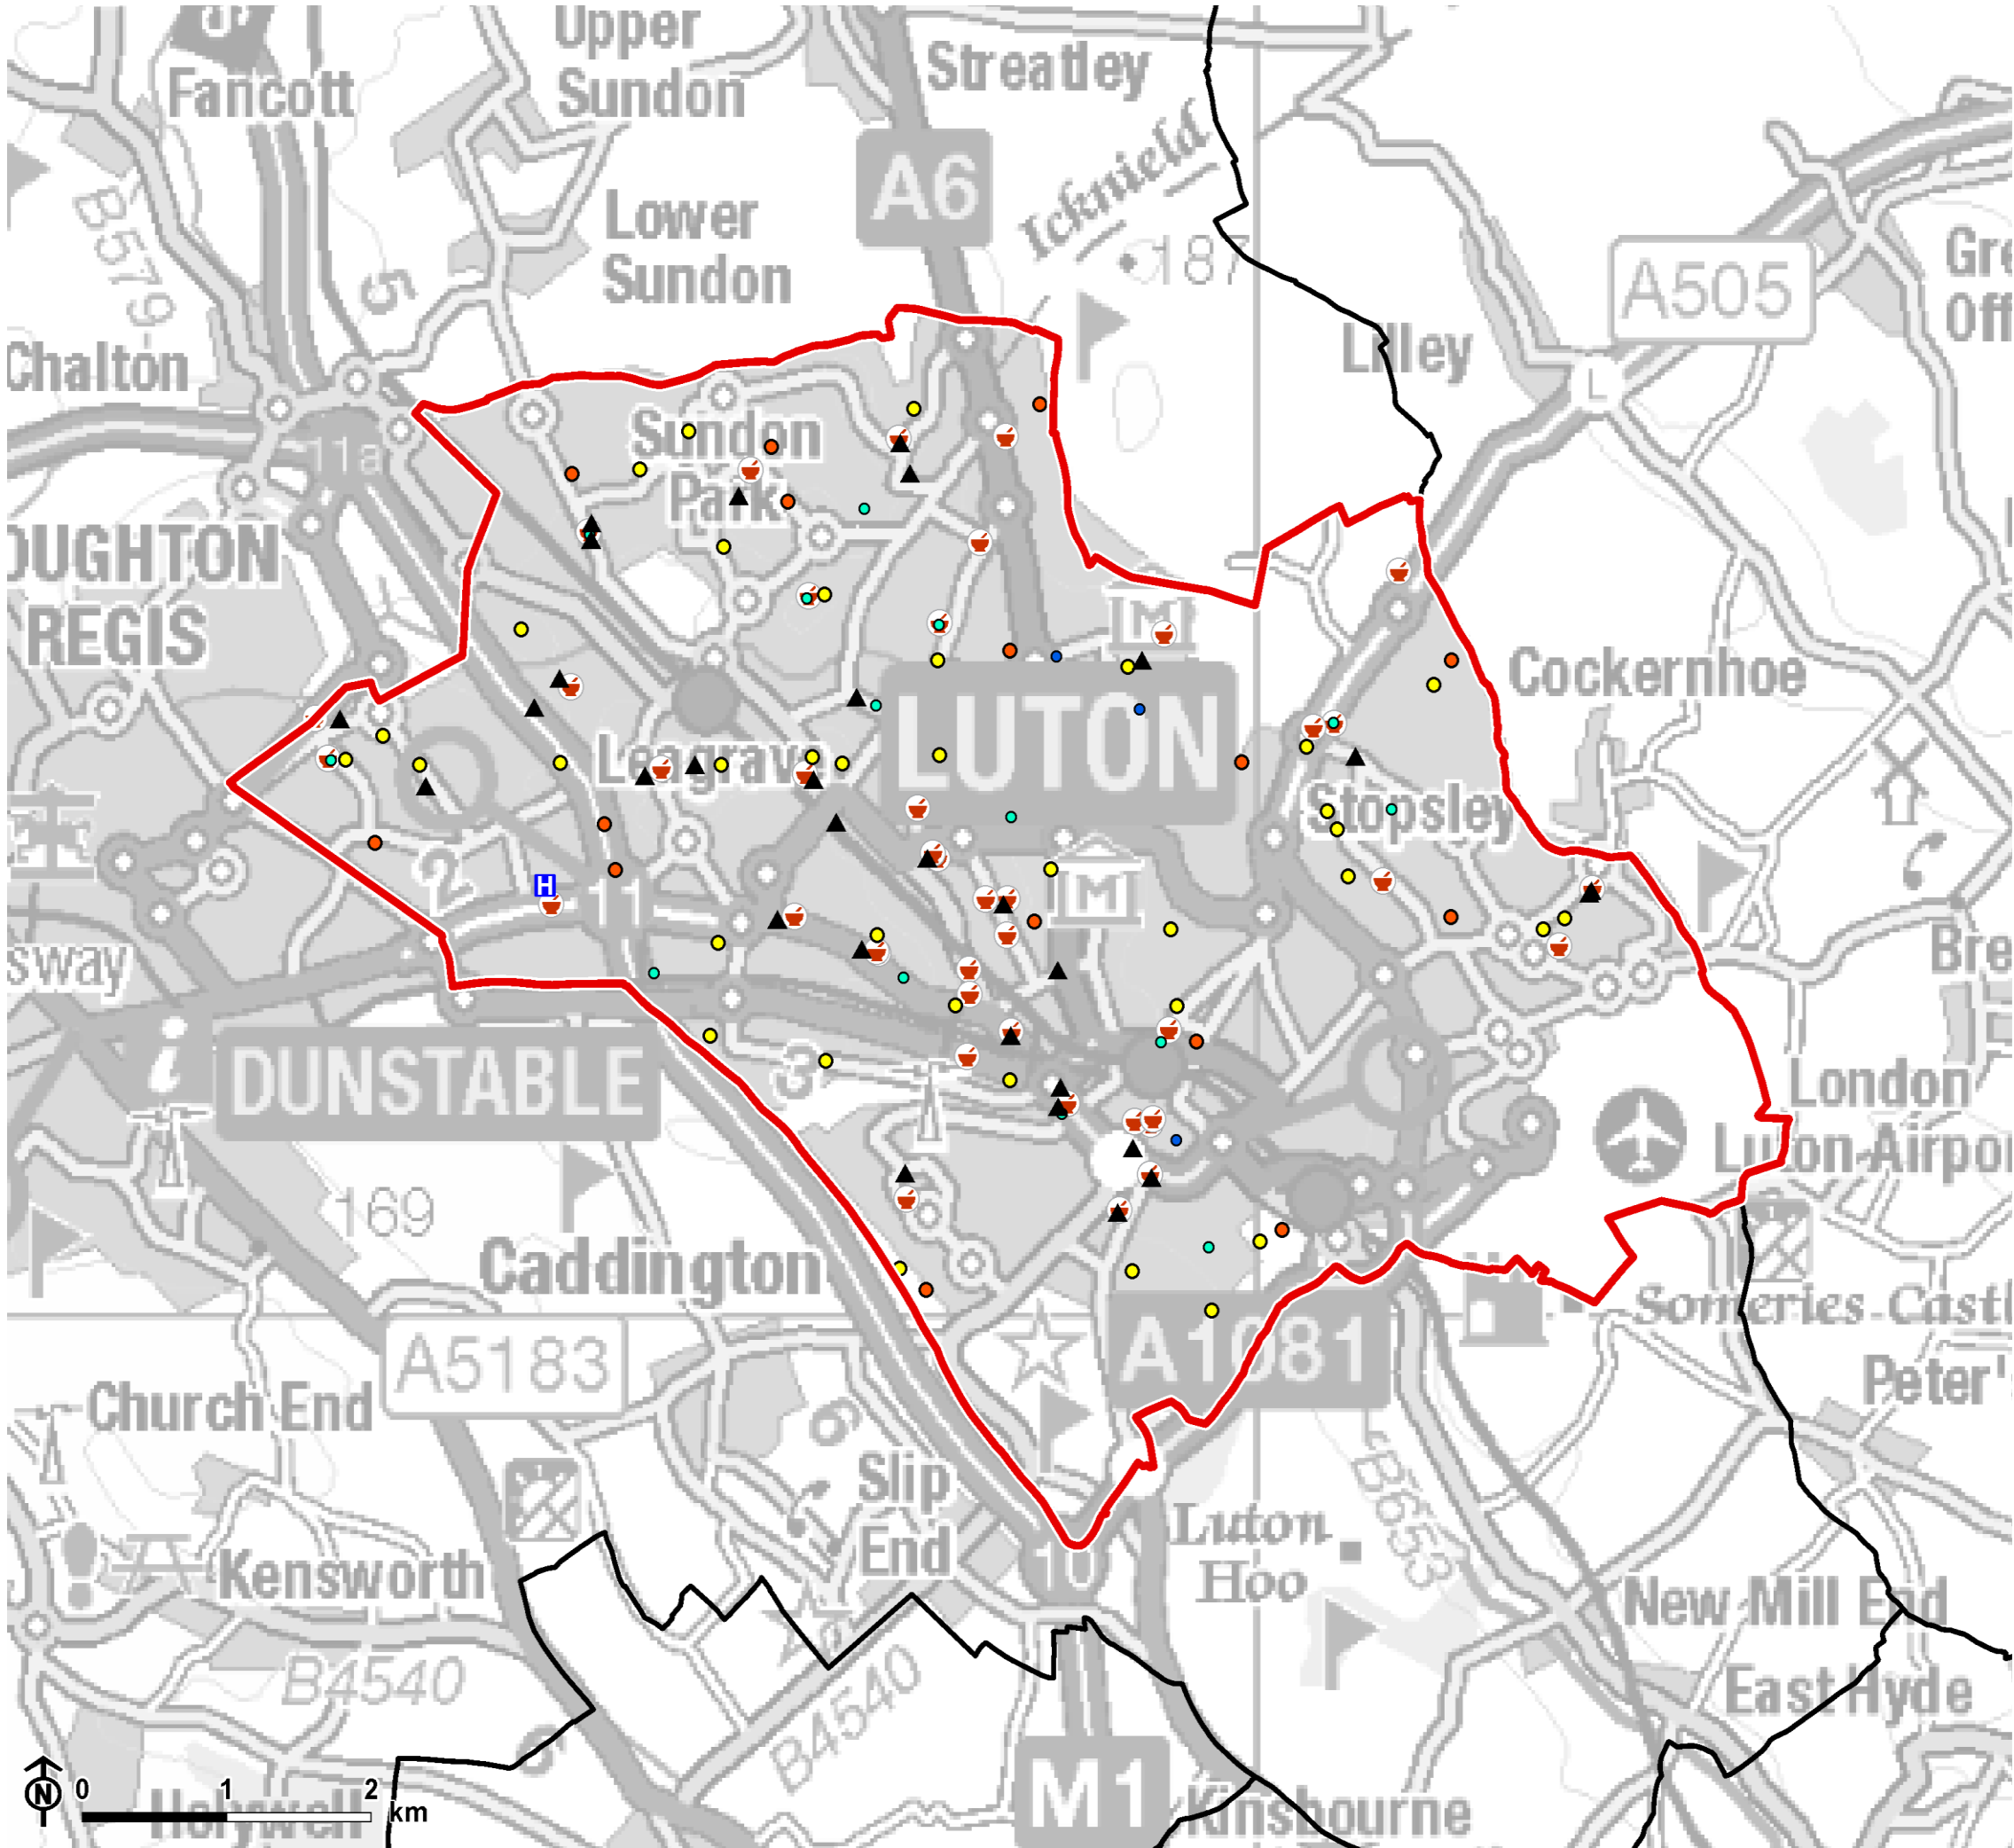 Upper
Sundon
Streatley
Fancott
A6
Icknield
B579
Lower
Sundon
187
A505
Gre
Off
5
Lilley
Chalton
11a
Sundon
Park
OUGHTON
REGIS
Cockernhoe
LUTON
Leagrave
Stopsley
2
H
11
M
M
sway
Bre
DUNSTABLE
3
London
Luton Airpor
169
Caddington
Someries Castl
A5183
A1081
Church End
6
Peter's
Slip
End
Luton
Hoo
B653
10
Kensworth
New Mill End
B4540
B4540
East Hyde
M1
N
0 1 2
km
Holywell
Kinsbourne